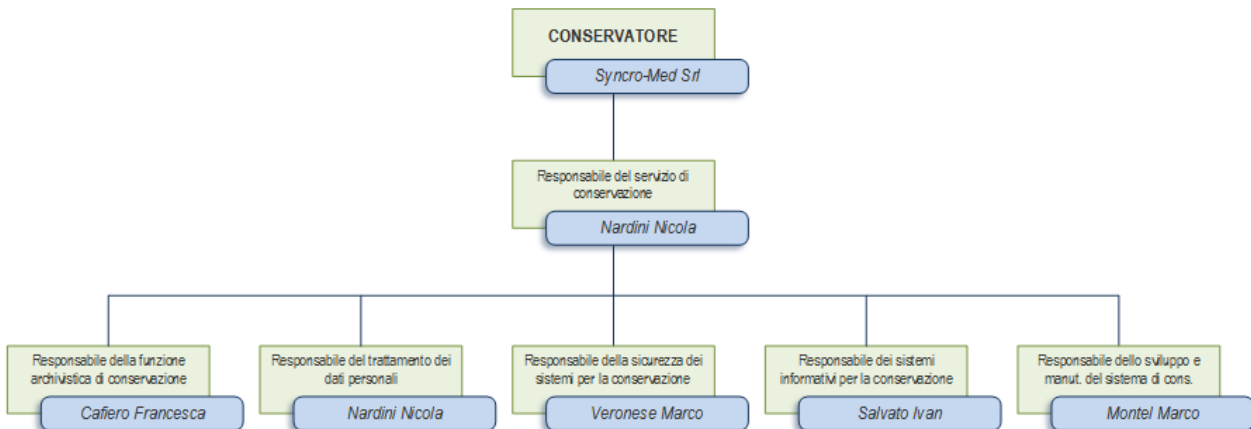 CONSERVATORE
Syncro-Med Srl
Responsabile del servizio di
conservazione
Nardini Nicola
Responsabile della funzione
archivistica di conservazione
Cafiero Francesca
Responsabile del trattamento dei
dati personali
Nardini Nicola
Responsabile della sicurezza dei
sistemi per la conservazione
Veronese Marco
Responsabile dei sistemi
informativi per la conservazione
Salvato Ivan
Responsabile dello sviluppo e
manut. del sistema di cons.
Montel Marco